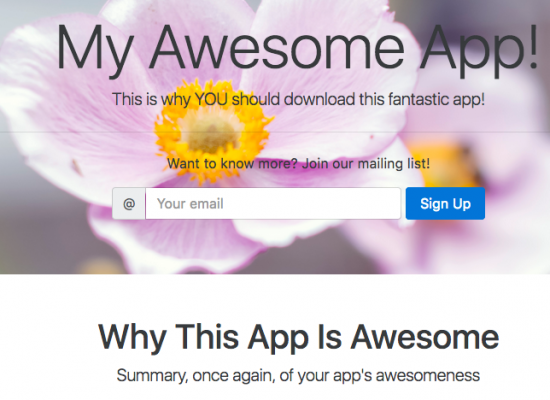 My Awesome App!
This is why YOU should download this fantastic app!
Want to know more? Join our mailing list!
@ Your email Sign Up
Why This App Is Awesome
Summary, once again, of your app's awesomeness